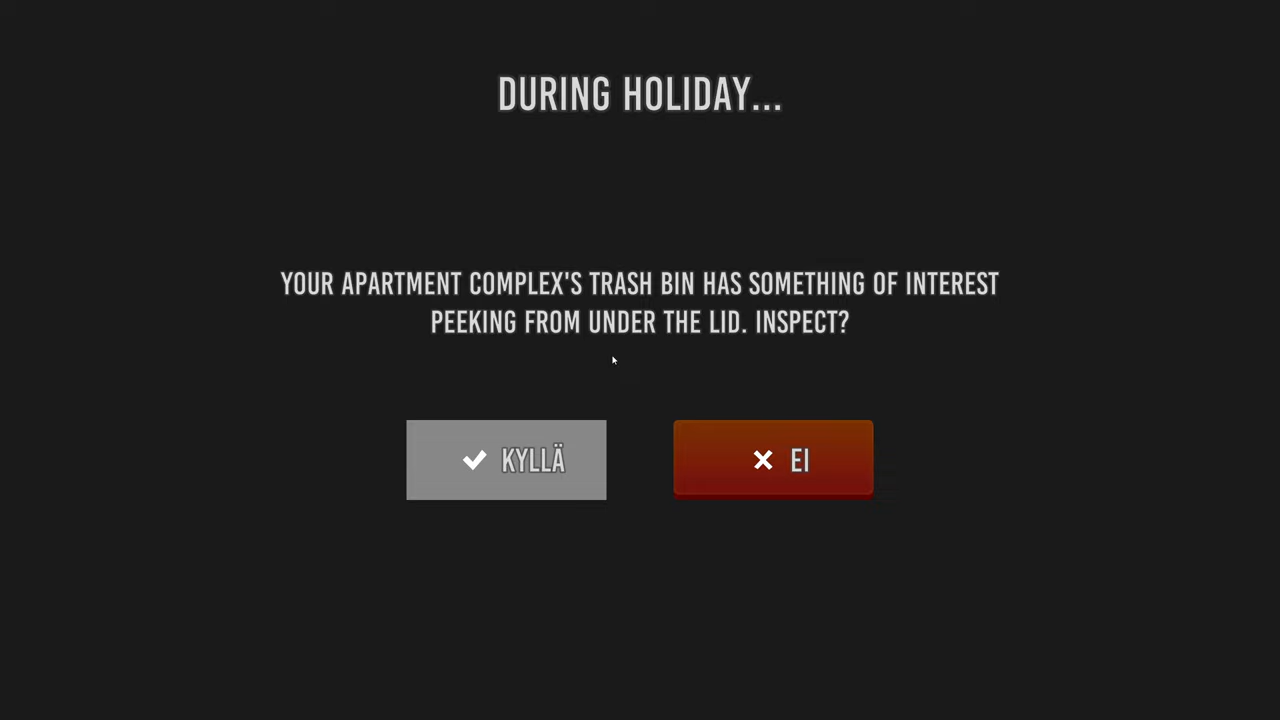 DURING HOLIDAY...
YOUR APARTMENT COMPLEX'S TRASH BIN HAS SOMETHING OF INTEREST
PEEKING FROM UNDER THE LID. INSPECT?
KYLLÄ
EI